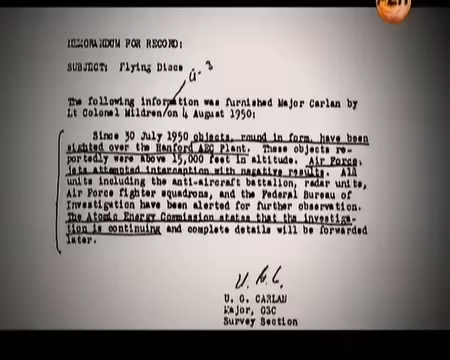 MEMORANDUM FOR RECORD:
SUBJECT: Flying Discs
G-3
The following information was furnished Major Carlan by
Lt Colonel Mildren on 4 August 1950:
Since 30 July 1950 objects, round in form, have been
sighted over the Hanford AEC Plant. These objects re-
portedly were above 15,000 feet in altitude. Air Force
jets attempted interception with negative results. All
units including the anti-aircraft battalion, radar units,
Air Force fighter squadrons, and the Federal Bureau of
Investigation have been alerted for further observation.
The Atomic Energy Commission states that the investiga-
tion is continuing and complete details will be forwarded
later.
U. G. C.
U. G. CARLAN
Major, GSC
Survey Section